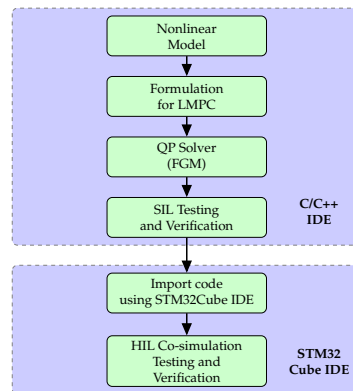 Nonlinear
Model
Formulation
for LMPC
QP Solver
(FGM)
SIL Testing
and Verification
C/C++
IDE
Import code
using STM32Cube IDE
HIL Co-simulation
Testing and
Verification
STM32
Cube IDE